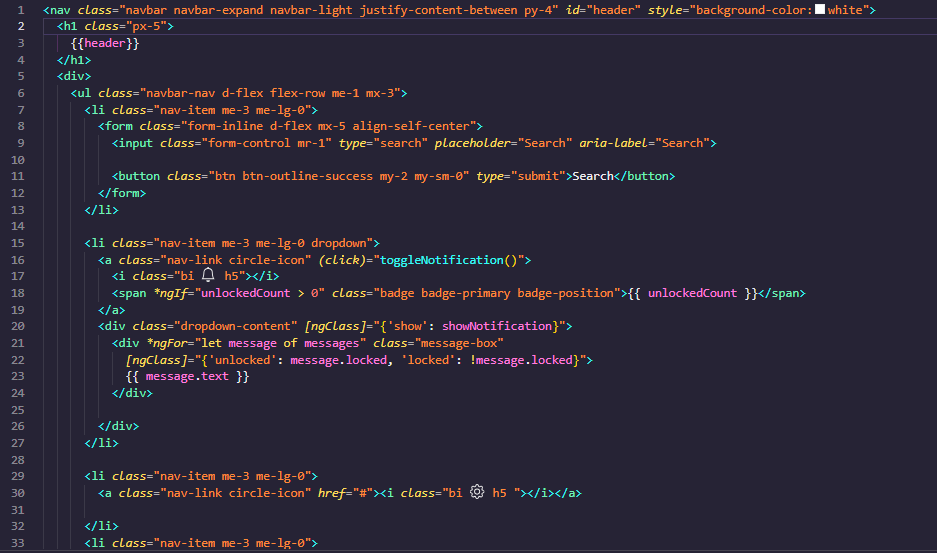 1 <nav class="navbar navbar-expand navbar-light justify-content-between py-4" id="header" style="background-color:white">
2 <h1 class="px-5">
3 {{header}}
4 </h1>
5 <div>
6 <ul class="navbar-nav d-flex flex-row me-1 mx-3">
7 <li class="nav-item me-3 me-lg-0">
8 <form class="form-inline d-flex mx-5 align-self-center">
9 <input class="form-control mr-1" type="search" placeholder="Search" aria-label="Search">
10
11 <button class="btn btn-outline-success my-2 my-sm-0" type="submit">Search</button>
12 </form>
13 </li>
14
15 <li class="nav-item me-3 me-lg-0 dropdown">
16 <a class="nav-link circle-icon" (click)="toggleNotification()">
17 <i class="bi h5"></i>
18 <span *ngIf="unlockedCount > 0" class="badge badge-primary badge-position">{{ unlockedCount }}</span>
19 </a>
20 <div class="dropdown-content" [ngClass]="{'show': showNotification}">
21 <div *ngFor="let message of messages" class="message-box"
22 [ngClass]="{'unlocked': message.locked, 'locked': !message.locked}">
23 {{ message.text }}
24 </div>
25
26 </div>
27 </li>
28
29 <li class="nav-item me-3 me-lg-0">
30 <a class="nav-link circle-icon" href="#"><i class="bi h5 "></i></a>
31
32 </li>
33 <li class="nav-item me-3 me-lg-0">